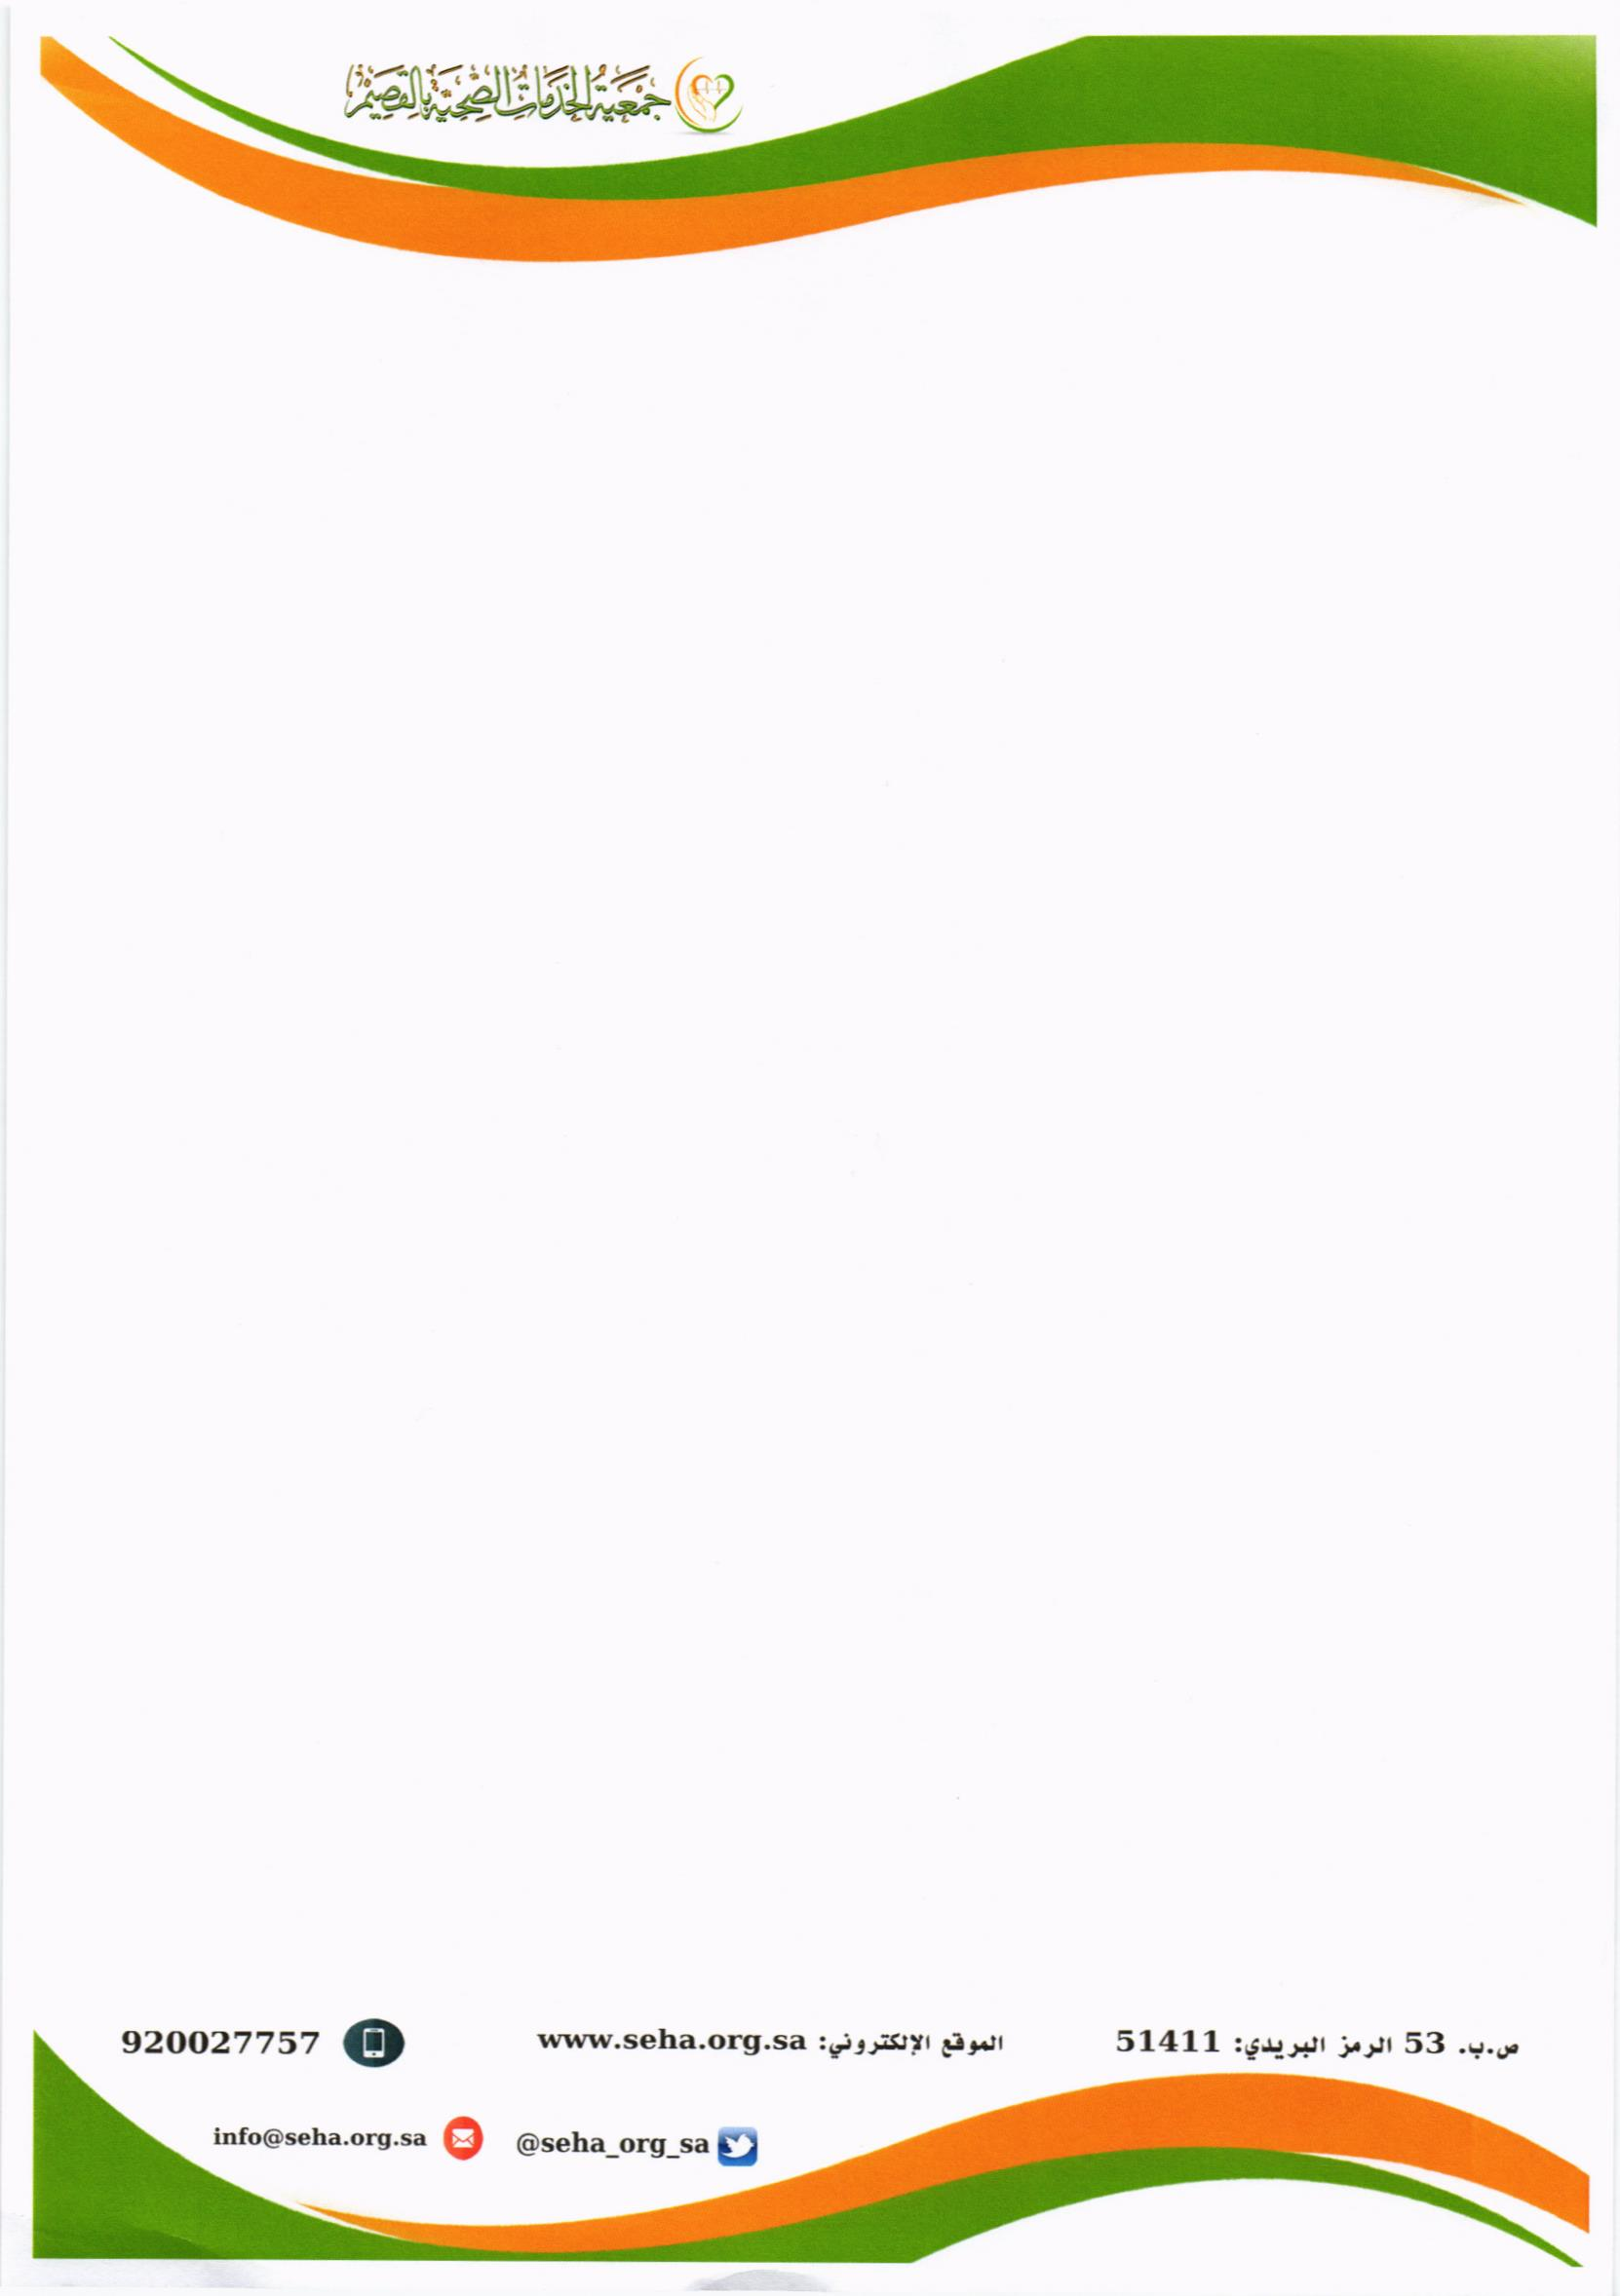 جمعية الخدمات الصحية بالقصيم
ص.ب. 53 الرمز البريدي: 51411
الموقع الإلكتروني: www.seha.org.sa
920027757
@seha_org_sa
info@seha.org.sa